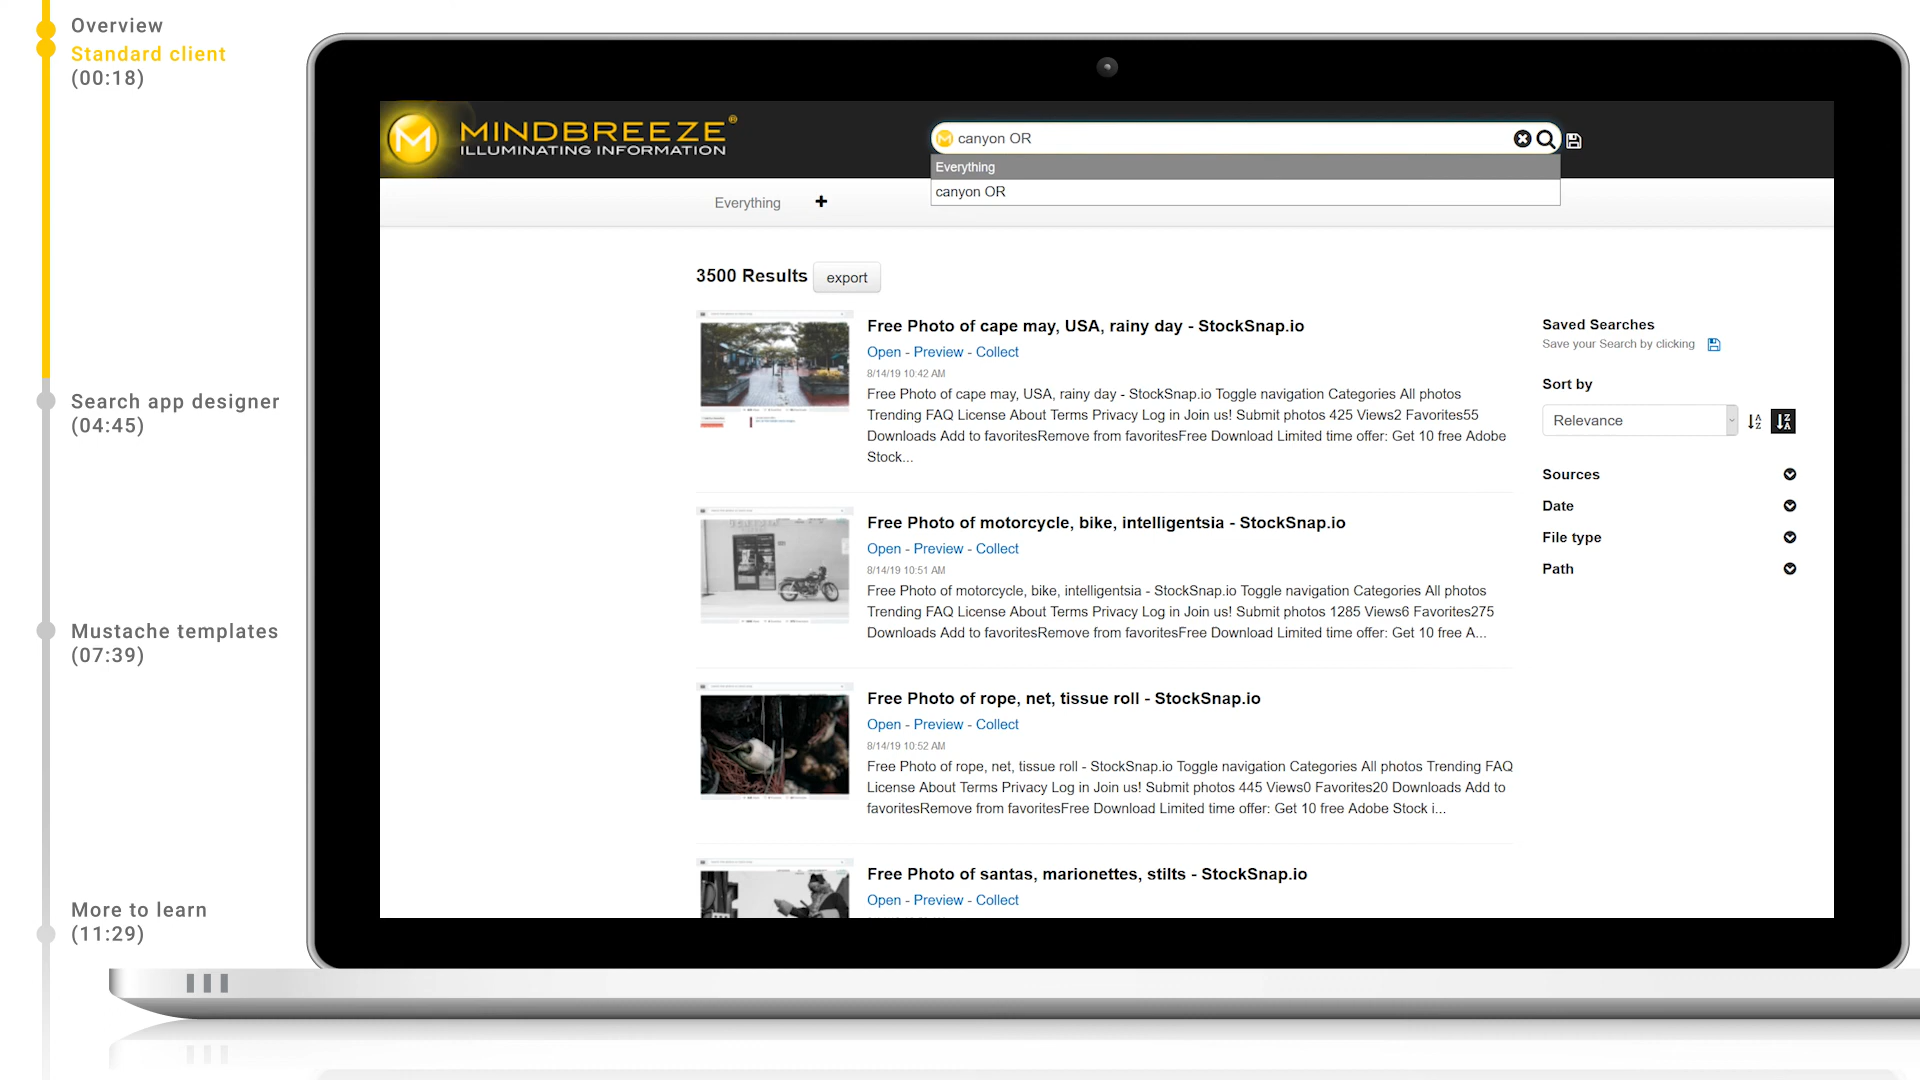 Overview
Standard client
(00:18)
Search app designer
(04:45)
Mustache templates
(07:39)
More to learn
(11:29)
M MINDBREEZE®
ILLUMINATING INFORMATION
M canyon OR
Everything
canyon OR
Everything +
3500 Results export
Free Photo of cape may, USA, rainy day - StockSnap.io
Open - Preview - Collect
8/14/19 10:42 AM
Free Photo of cape may, USA, rainy day - StockSnap.io Toggle navigation Categories All photos
Trending FAQ License About Terms Privacy Log in Join us! Submit photos 425 Views2 Favorites55
Downloads Add to favoritesRemove from favoritesFree Download Limited time offer: Get 10 free Adobe
Stock...
Free Photo of motorcycle, bike, intelligentsia - StockSnap.io
Open - Preview - Collect
8/14/19 10:51 AM
Free Photo of motorcycle, bike, intelligentsia - StockSnap.io Toggle navigation Categories All photos
Trending FAQ License About Terms Privacy Log in Join us! Submit photos 1285 Views6 Favorites275
Downloads Add to favoritesRemove from favoritesFree Download Limited time offer: Get 10 free A...
Free Photo of rope, net, tissue roll - StockSnap.io
Open - Preview - Collect
8/14/19 10:52 AM
Free Photo of rope, net, tissue roll - StockSnap.io Toggle navigation Categories All photos Trending FAQ
License About Terms Privacy Log in Join us! Submit photos 445 Views0 Favorites20 Downloads Add to
favoritesRemove from favoritesFree Download Limited time offer: Get 10 free Adobe Stock i...
Free Photo of santas, marionettes, stilts - StockSnap.io
Open - Preview - Collect
Saved Searches
Save your Search by clicking
Sort by
Relevance
Sources
Date
File type
Path